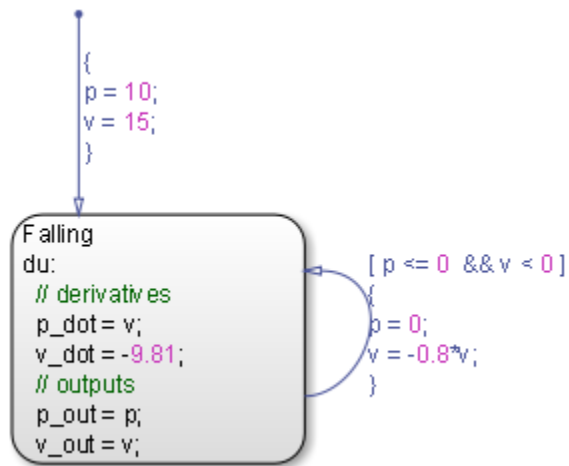 {
p = 10;
v = 15;
}
Falling
du:
// derivatives
p_dot = v;
v_dot = -9.81;
// outputs
p_out = p;
v_out = v;
[ p <= 0 && v < 0 ]
{
p = 0;
v = -0.8*v;
}